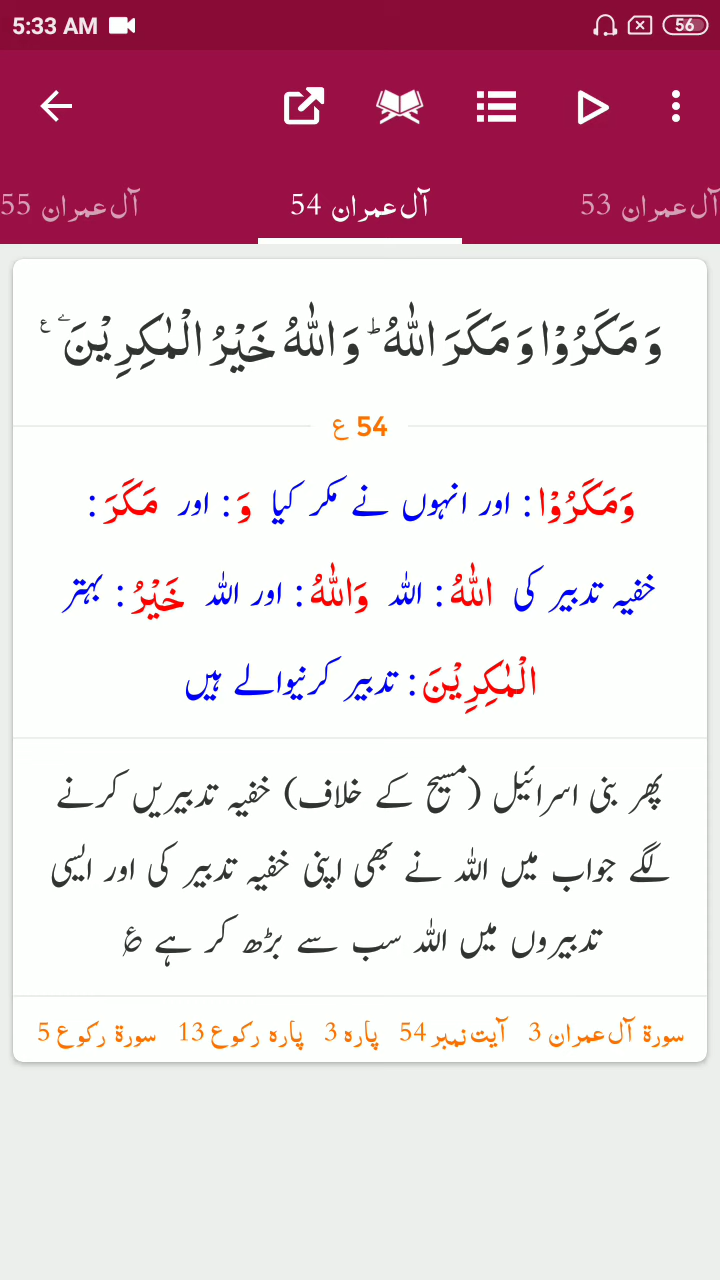 5:33 AM 56
آل عمران 55 آل عمران 54 آل عمران 53
وَ مَكَرُوْا وَ مَكَرَ اللّٰهُؕ وَ اللّٰهُ خَیْرُ الْمٰكِرِیْنَ۠ ع
54 ع
وَمَكَرُوْا : اور انہوں نے مکر کیا وَ : اور مَكَرَ :
خفیہ تدبیر کی اللّٰهُ : اللہ وَاللّٰهُ : اور اللہ خَيْرُ : بہتر
الْمٰكِرِيْنَ : تدبیر کرنیوالے ہیں
پھر بنی اسرائیل (مسیح کے خلاف) خفیہ تدبیریں کرنے
لگے جواب میں اللہ نے بھی اپنی خفیہ تدبیر کی اور ایسی
تدبیروں میں اللہ سب سے بڑھ کر ہے ؏
سورۃ آل عمران 3 آیت نمبر 54 پارہ 3 پارہ رکوع 13 سورۃ رکوع 5